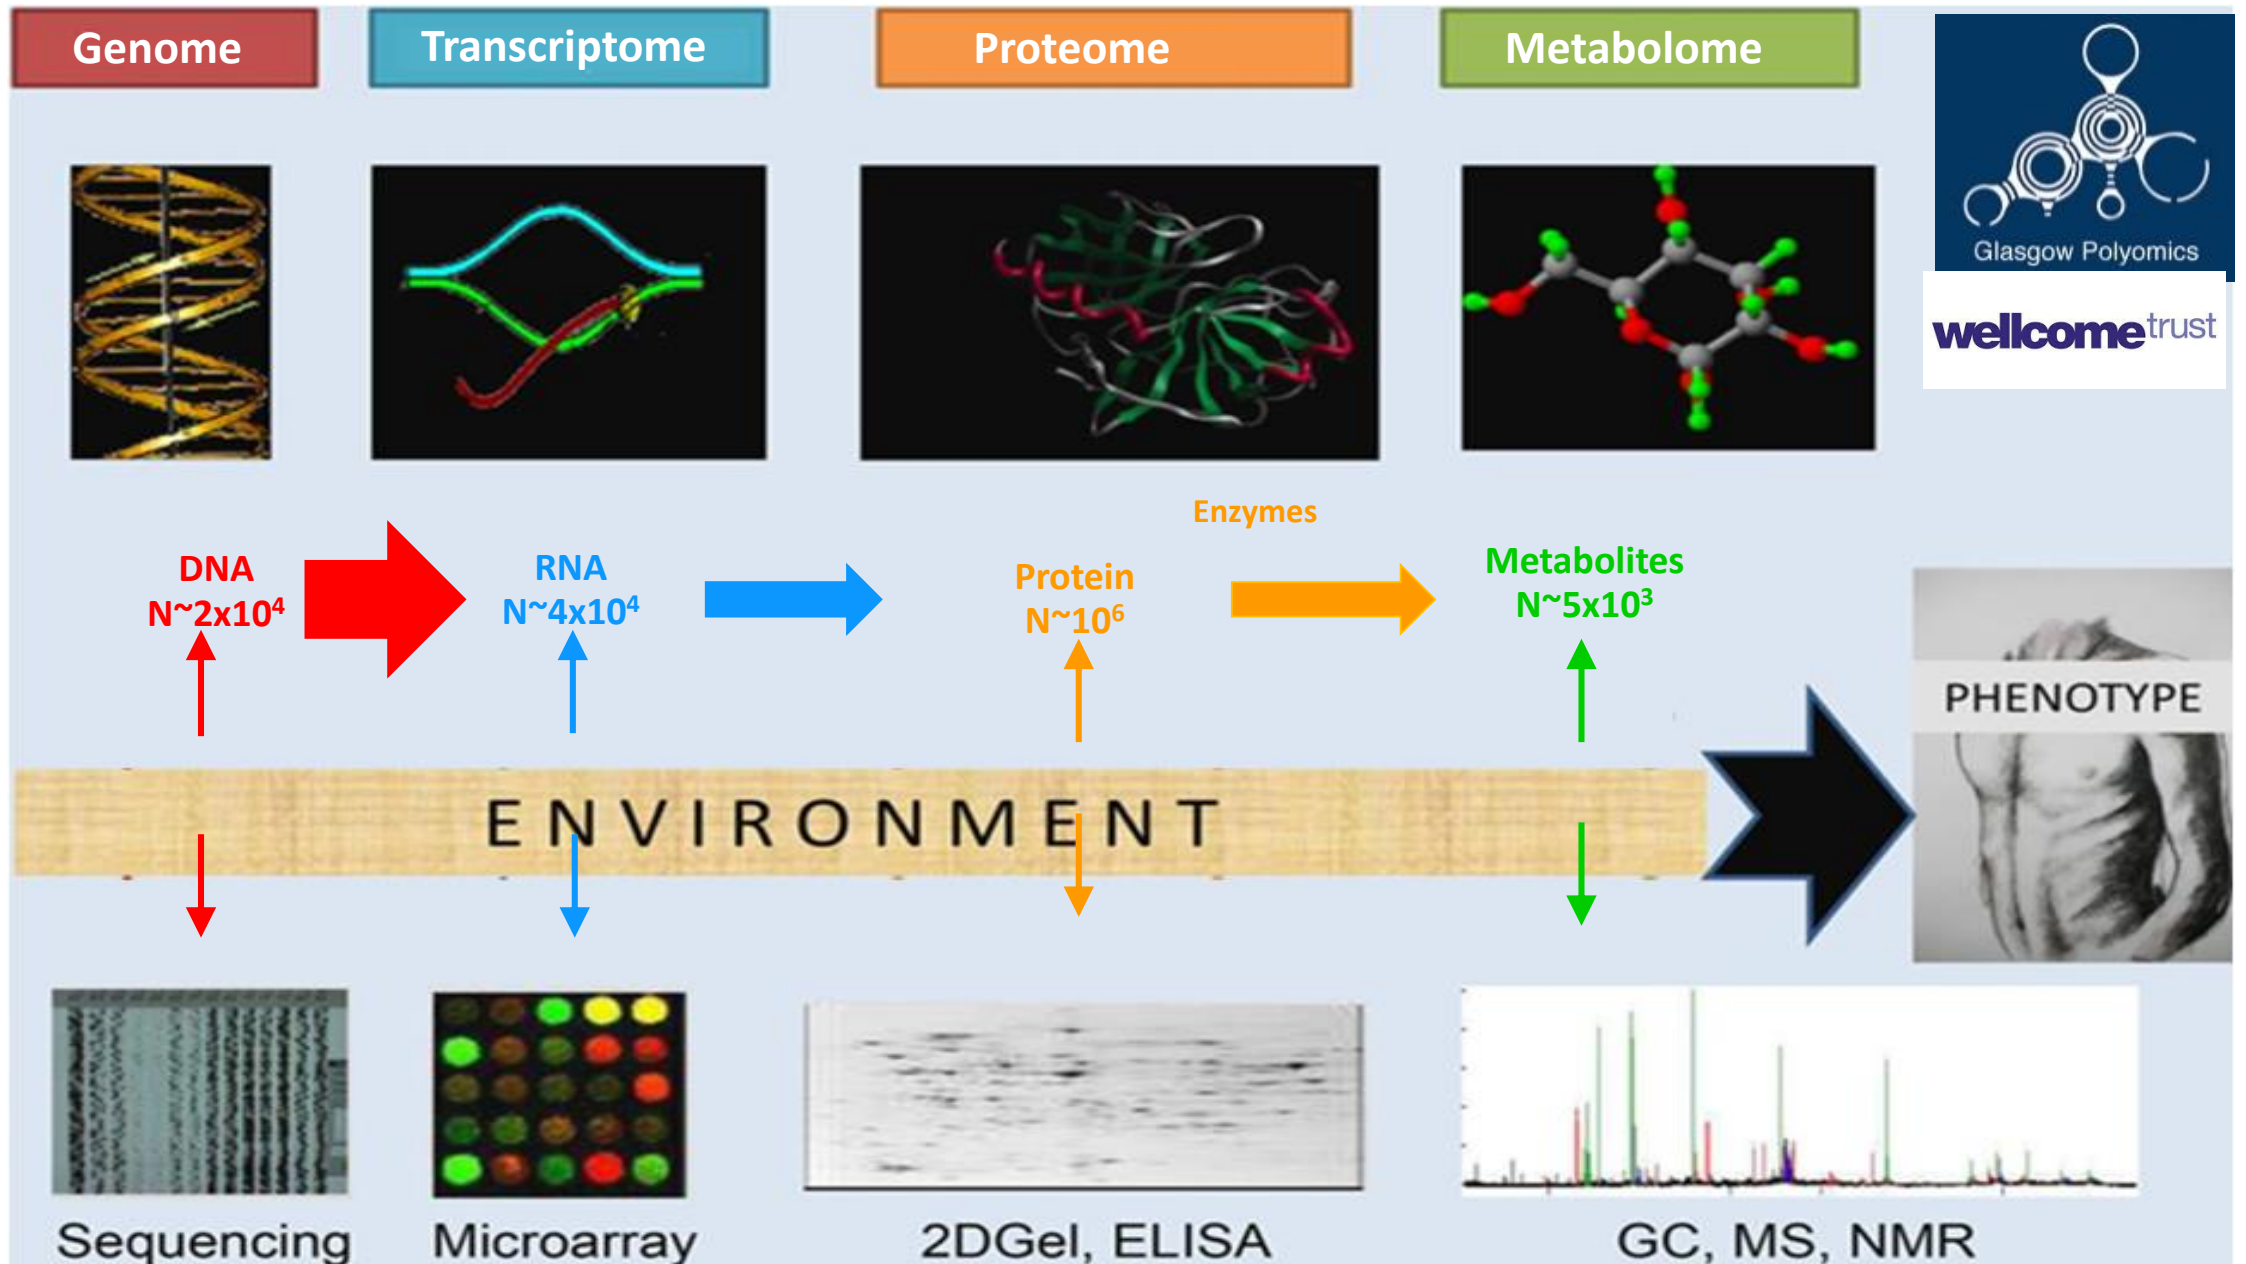 Genome
Transcriptome
Proteome
Metabolome
Glasgow Polyomics
wellcometrust
Enzymes
DNA
N~2x10⁴
RNA
N~4x10⁴
Protein
N~10⁶
Metabolites
N~5x10³
PHENOTYPE
ENVIRONMENT
Sequencing
Microarray
2DGel, ELISA
GC, MS, NMR